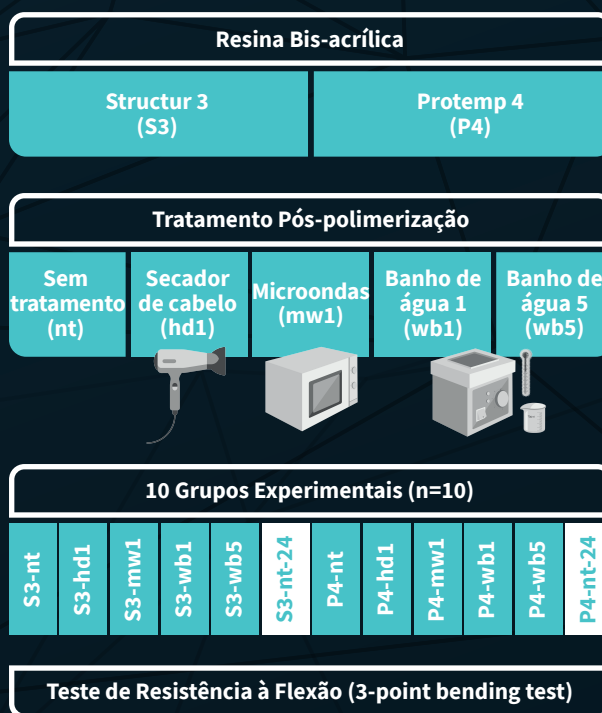 Resina Bis-acrílica
Structur 3
(S3)
Protemp 4
(P4)
Tratamento Pós-polimerização
Sem
tratamento
(nt)
Secador
de cabelo
(hd1)
Microondas
(mw1)
Banho de
água 1
(wb1)
Banho de
água 5
(wb5)
10 Grupos Experimentais (n=10)
S3-nt
S3-hd1
S3-mw1
S3-wb1
S3-wb5
S3-nt-24
P4-nt
P4-hd1
P4-mw1
P4-wb1
P4-wb5
P4-nt-24
Teste de Resistência à Flexão (3-point bending test)